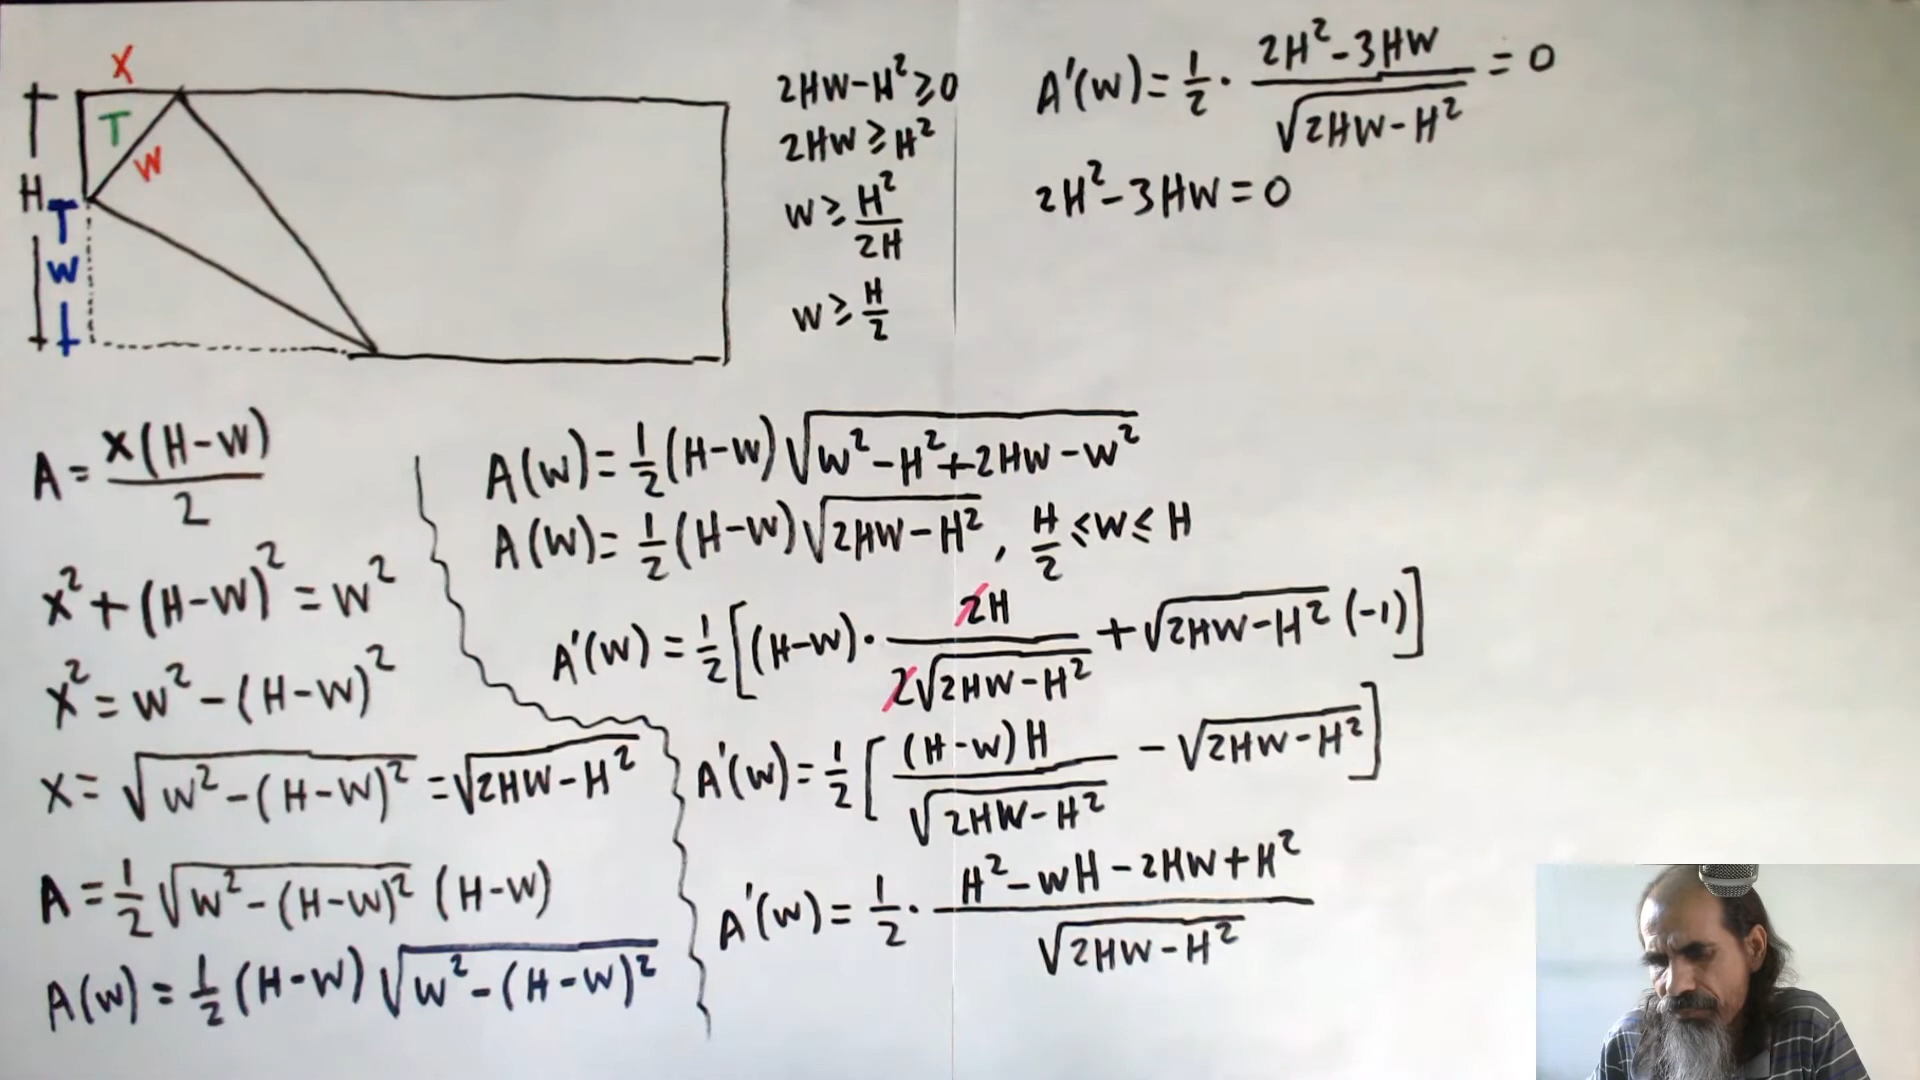 X
T
W
H
W
2HW-H²≥0
2HW≥H²
W≥H²/2H
W≥H/2
A=x(H-W)/2
x²+(H-W)²=W²
x²=W²-(H-W)²
x=√(W²-(H-W)²)=√(2HW-H²)
A=1/2√(W²-(H-W)²)(H-W)
A(W)=1/2(H-W)√(W²-(H-W)²)
A(W)=1/2(H-W)√(W²-H²+2HW-W²)
A(W)=1/2(H-W)√(2HW-H²), H/2≤W≤H
A'(W)=1/2[(H-W)·2H/2√(2HW-H²)+√(2HW-H²)(-1)]
A'(W)=1/2[(H-W)H/√(2HW-H²)-√(2HW-H²)]
A'(W)=1/2·(H²-WH-2HW+H²)/√(2HW-H²)
A'(W)=1/2·(2H²-3HW)/√(2HW-H²)=0
2H²-3HW=0